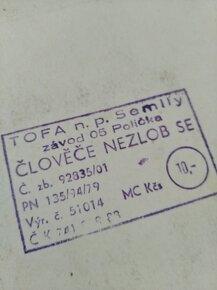 TOFA n. p. Semily
závod 05 Polička
ČLOVĚČE NEZLOB SE
Č. zb. 92835/01
PN 135/94/79
MC Kčs 10,-
Výr. č. 51014